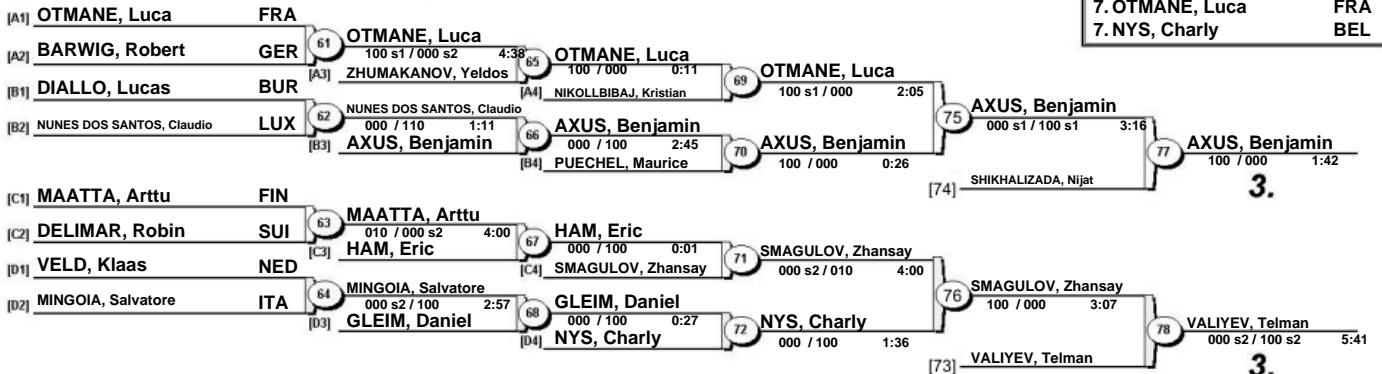 7. OTMANE, Luca FRA
7. NYS, Charly BEL
[A1] OTMANE, Luca FRA
[A2] BARWIG, Robert GER
[B1] DIALLO, Lucas BUR
[B2] NUNES DOS SANTOS, Claudio LUX
[C1] MAATTA, Arttu FIN
[C2] DELIMAR, Robin SUI
[D1] VELD, Klaas NED
[D2] MINGOIA, Salvatore ITA
61
OTMANE, Luca
100 s1 / 000 s2 4:38
[A3] ZHUMAKANOV, Yeldos
62
NUNES DOS SANTOS, Claudio
000 / 110 1:11
[B3] AXUS, Benjamin
63
MAATTA, Arttu
010 / 000 s2 4:00
[C3] HAM, Eric
64
MINGOIA, Salvatore
000 s2 / 100 2:57
[D3] GLEIM, Daniel
65
OTMANE, Luca
100 / 000 0:11
[A4] NIKOLLBIBAJ, Kristian
66
AXUS, Benjamin
000 / 100 2:45
[B4] PUECHEL, Maurice
67
HAM, Eric
000 / 100 0:01
[C4] SMAGULOV, Zhansay
68
GLEIM, Daniel
000 / 100 0:27
[D4] NYS, Charly
69
OTMANE, Luca
100 s1 / 000 2:05
70
AXUS, Benjamin
100 / 000 0:26
71
SMAGULOV, Zhansay
000 s2 / 010 4:00
72
NYS, Charly
000 / 100 1:36
75
AXUS, Benjamin
000 s1 / 100 s1 3:16
[74] SHIKHALIZADA, Nijat
76
SMAGULOV, Zhansay
100 / 000 3:07
[73] VALIYEV, Telman
77
AXUS, Benjamin
100 / 000 1:42
3.
78
VALIYEV, Telman
000 s2 / 100 s2 5:41
3.